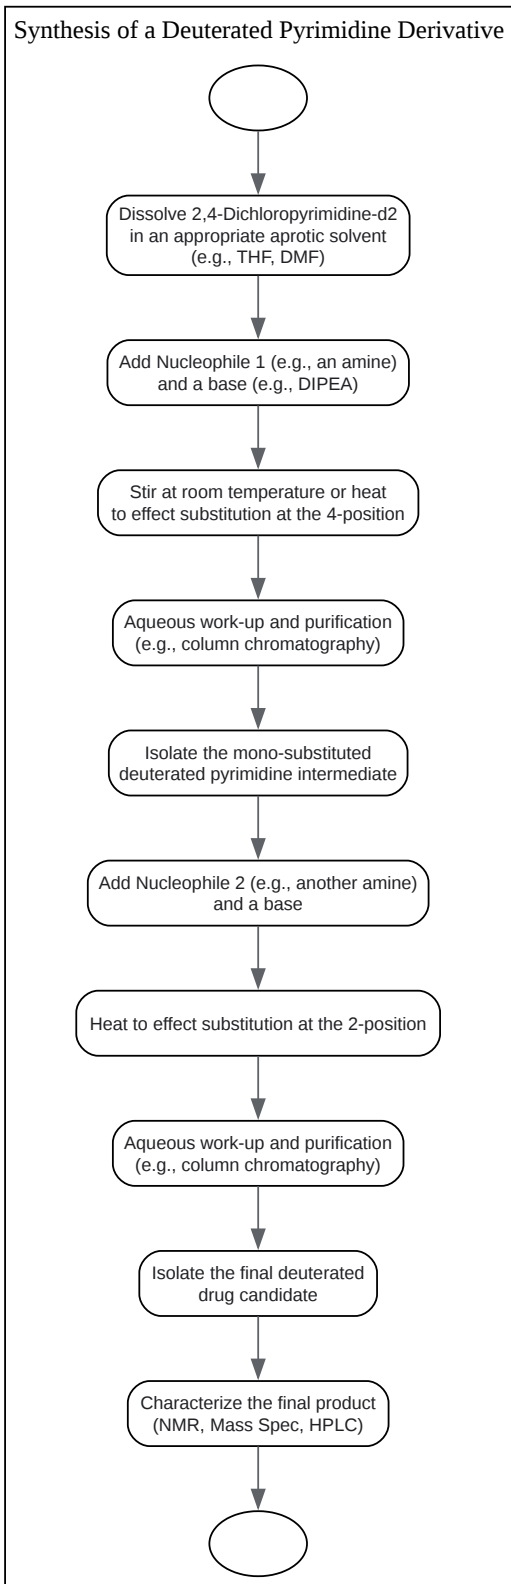 Synthesis of a Deuterated Pyrimidine Derivative
Dissolve 2,4-Dichloropyrimidine-d2
in an appropriate aprotic solvent
(e.g., THF, DMF)
Add Nucleophile 1 (e.g., an amine)
and a base (e.g., DIPEA)
Stir at room temperature or heat
to effect substitution at the 4-position
Aqueous work-up and purification
(e.g., column chromatography)
Isolate the mono-substituted
deuterated pyrimidine intermediate
Add Nucleophile 2 (e.g., another amine)
and a base
Heat to effect substitution at the 2-position
Aqueous work-up and purification
(e.g., column chromatography)
Isolate the final deuterated
drug candidate
Characterize the final product
(NMR, Mass Spec, HPLC)